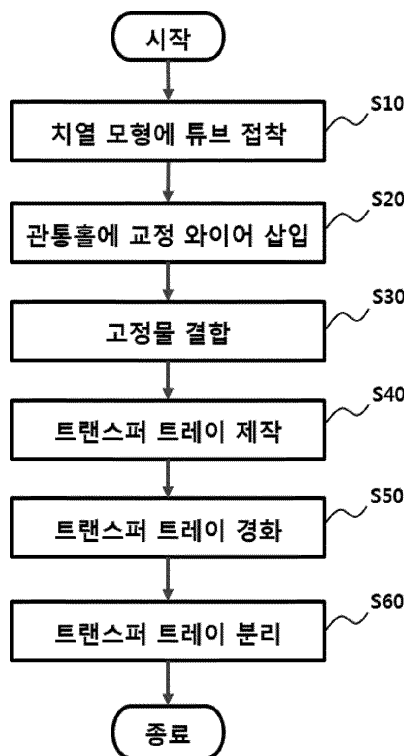 시작
S10
치열 모형에 튜브 접착
S20
관통홀에 교정 와이어 삽입
S30
고정물 결합
S40
트랜스퍼 트레이 제작
S50
트랜스퍼 트레이 경화
S60
트랜스퍼 트레이 분리
종료